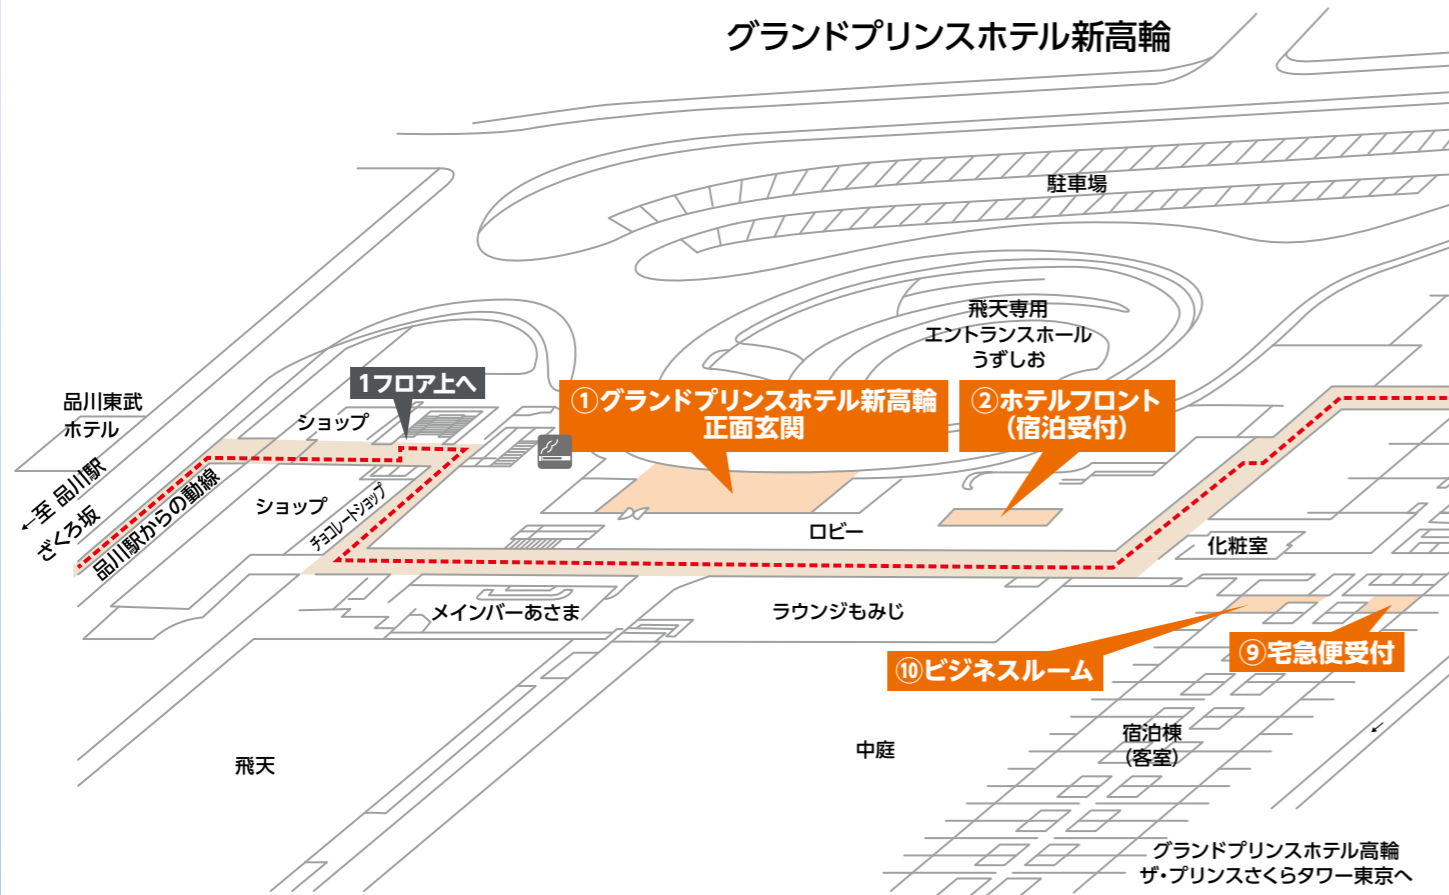 グランドプリンスホテル新高輪
駐車場
飛天専用
エントランスホール
うずしお
1フロア上へ
①グランドプリンスホテル新高輪
正面玄関
②ホテルフロント
(宿泊受付)
品川東武
ホテル
ショップ
←至 品川駅
ざくろ坂
品川駅からの動線
ショップ
チョコレートショップ
ロビー
化粧室
メインバーあさま
ラウンジもみじ
⑩ビジネスルーム
⑨宅急便受付
飛天
中庭
宿泊棟
(客室)
←
グランドプリンスホテル高輪
ザ・プリンスさくらタワー東京へ